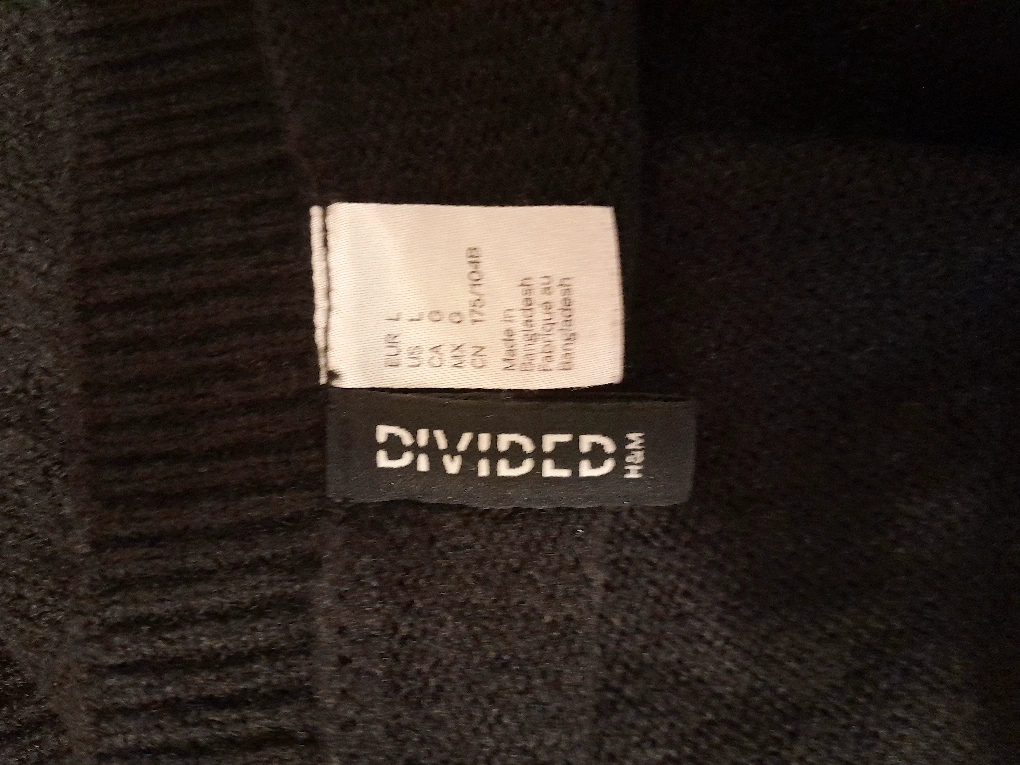 EUR L
US L
CA G
MX G
CN 175/104B
Made in
Bangladesh
Fabriqué au
Bangladesh
DIVIDED
H&M